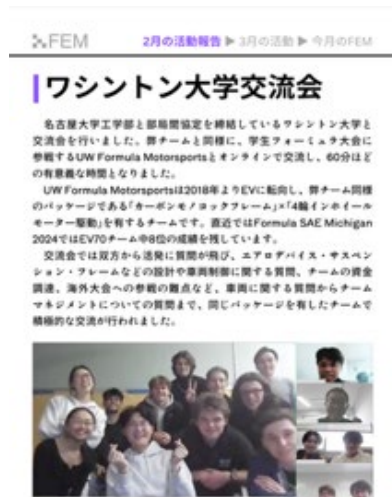 FEM
2月の活動報告 ▶ 3月の活動 ▶ 今月のFEM
ワシントン大学交流会
名古屋大学工学部と部局間協定を締結しているワシントン大学と
交流会を行いました。弊チームと同様に、学生フォーミュラ大会に
参戦するUW Formula Motorsportsとオンラインで交流し、60分ほど
の有意義な時間となりました。
UW Formula Motorsportsは2018年よりEVに転向し、弊チーム同様
のパッケージである「カーボンモノコックフレーム」×「4輪インホイール
モーター駆動」を有するチームです。直近ではFormula SAE Michigan
2024ではEV70チーム中8位の成績を残しています。
交流会では双方から活発に質問が飛び、エアロデバイス・サスペン
ション・フレームなどの設計や車両制御に関する質問、チームの資金
調達、海外大会への参戦の難点など、車両に関する質問からチーム
マネジメントについての質問まで、同じパッケージを有したチームで
積極的な交流が行われました。